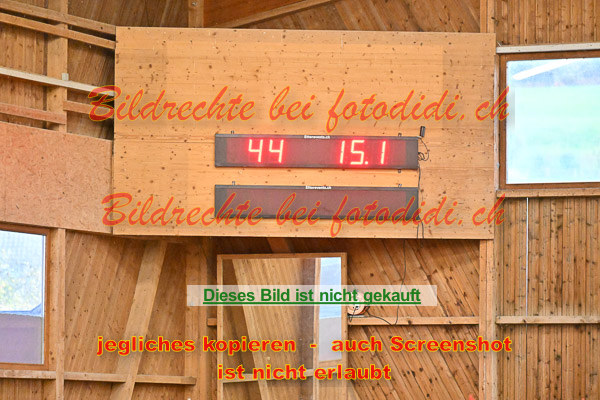 Bildrechte bei fotodidi.ch
44 15.1
Bildrechte bei fotodidi.ch
Dieses Bild ist nicht gekauft
jegliches kopieren - auch Screenshot
ist nicht erlaubt